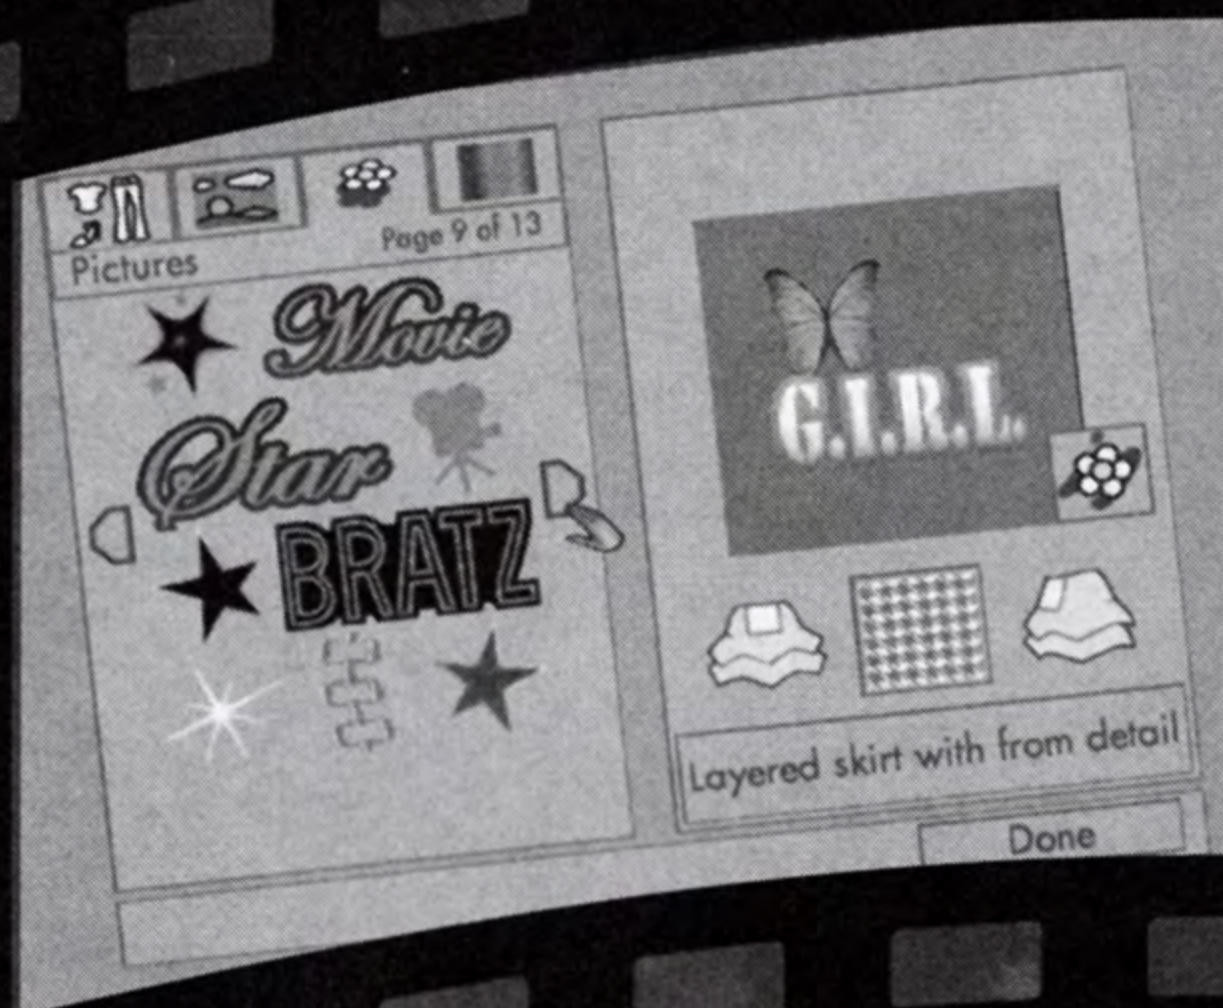 Page 9 of 13
Pictures
Movie
Star
BRATZ
G.I.R.L.
Layered skirt with from detail
Done